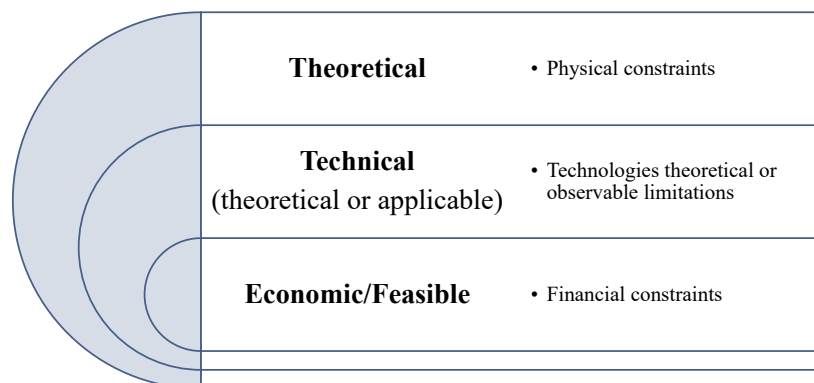 Theoretical
• Physical constraints
Technical
(theoretical or applicable)
• Technologies theoretical or
observable limitations
Economic/Feasible
• Financial constraints